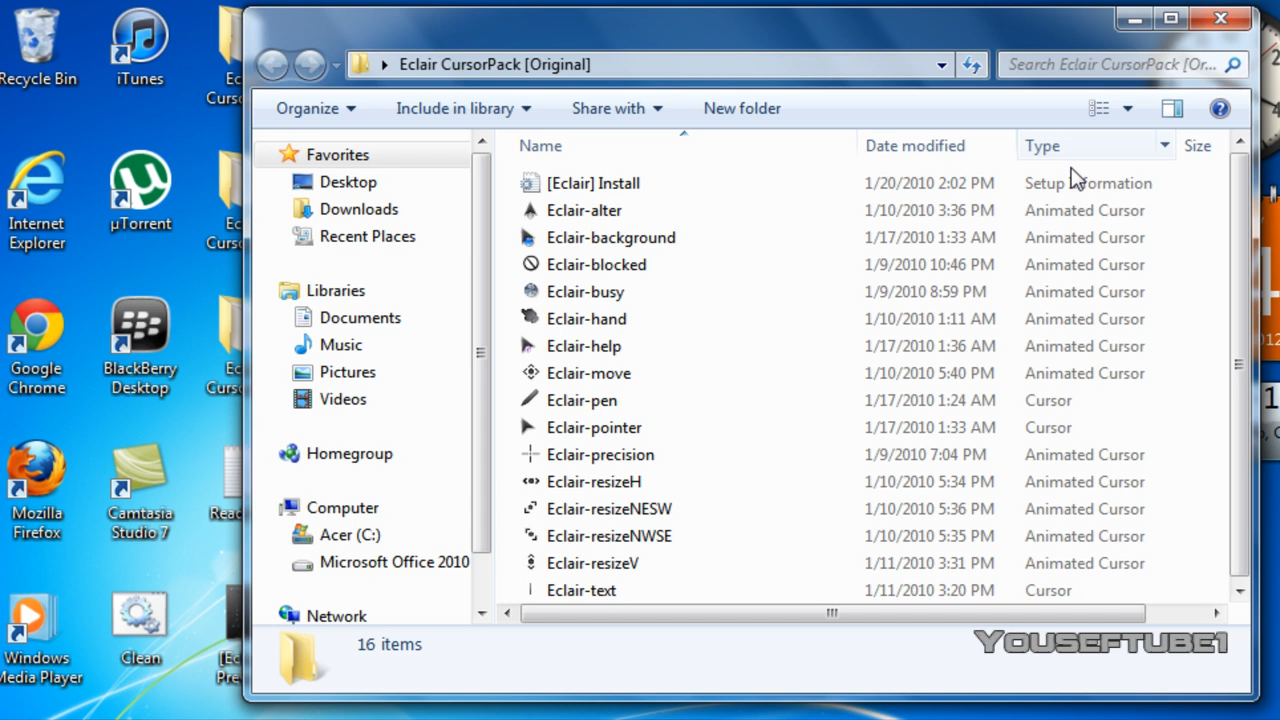 Recycle Bin
iTunes
Ec
Curso
Internet
Explorer
µTorrent
Ec
Curso
Google
Chrome
BlackBerry
Desktop
Ec
Curso
Mozilla
Firefox
Camtasia
Studio 7
Read
Windows
Media Player
Clean
[Ec
Pre
Eclair CursorPack [Original]
Search Eclair CursorPack [Or...
Organize
Include in library
Share with
New folder
Favorites
Desktop
Downloads
Recent Places
Libraries
Documents
Music
Pictures
Videos
Homegroup
Computer
Acer (C:)
Microsoft Office 2010
Network
Name Date modified Type Size
[Eclair] Install 1/20/2010 2:02 PM Setup Information
Eclair-alter 1/10/2010 3:36 PM Animated Cursor
Eclair-background 1/17/2010 1:33 AM Animated Cursor
Eclair-blocked 1/9/2010 10:46 PM Animated Cursor
Eclair-busy 1/9/2010 8:59 PM Animated Cursor
Eclair-hand 1/10/2010 1:11 AM Animated Cursor
Eclair-help 1/17/2010 1:36 AM Animated Cursor
Eclair-move 1/10/2010 5:40 PM Animated Cursor
Eclair-pen 1/17/2010 1:24 AM Cursor
Eclair-pointer 1/17/2010 1:33 AM Cursor
Eclair-precision 1/9/2010 7:04 PM Animated Cursor
Eclair-resizeH 1/10/2010 5:34 PM Animated Cursor
Eclair-resizeNESW 1/10/2010 5:36 PM Animated Cursor
Eclair-resizeNWSE 1/10/2010 5:35 PM Animated Cursor
Eclair-resizeV 1/11/2010 3:31 PM Animated Cursor
Eclair-text 1/11/2010 3:20 PM Cursor
16 items
Youseftube1